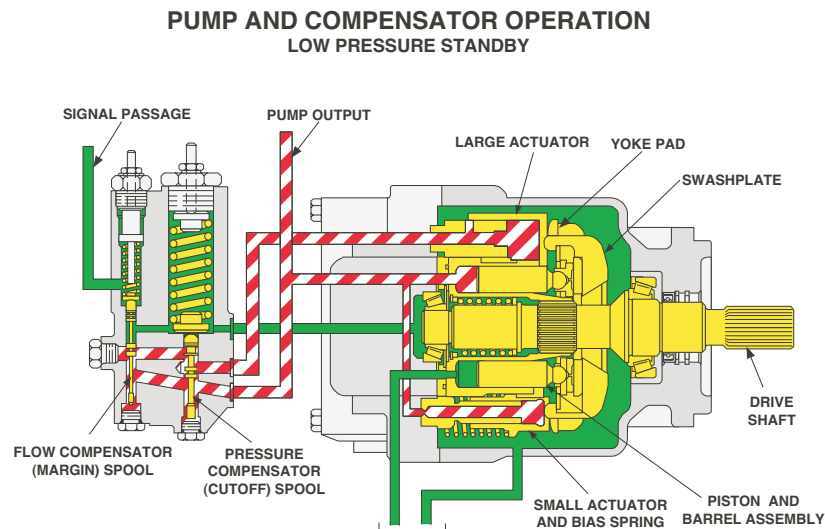 PUMP AND COMPENSATOR OPERATION
LOW PRESSURE STANDBY
SIGNAL PASSAGE
PUMP OUTPUT
LARGE ACTUATOR
YOKE PAD
SWASHPLATE
DRIVE
SHAFT
FLOW COMPENSATOR
(MARGIN) SPOOL
PRESSURE
COMPENSATOR
(CUTOFF) SPOOL
SMALL ACTUATOR
AND BIAS SPRING
PISTON AND
BARREL ASSEMBLY